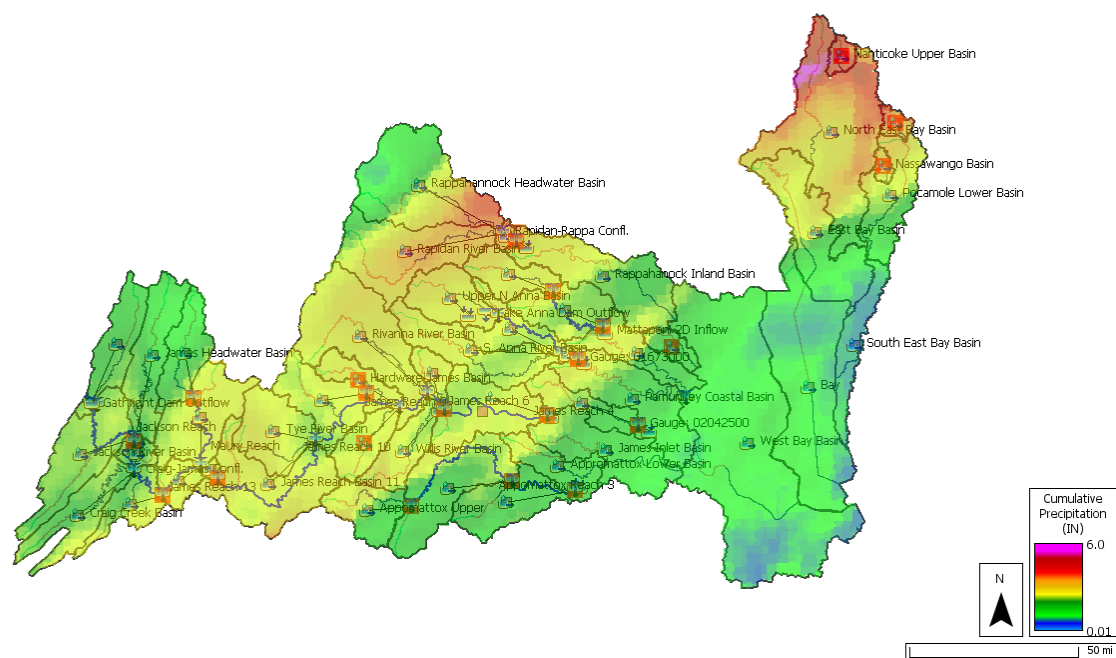 Nanticoke Upper Basin
North East Bay Basin
Nassawango Basin
Rappahannock Headwater Basin
Pocamole Lower Basin
Rapidan-Rappa Confl.
East Bay Basin
Rapidan River Basin
Rappahanock Inland Basin
Upper N Anna Basin
Lake Anna Dam Outflow
Mattaponi 2D Inflow
Rivanna River Basin
South East Bay Basin
S. Anna River Basin
James Headwater Basin
Gauge: 01673000
Hardware-James Basin
Bay
Pamunkey Coastal Basin
Gathright Dam Outflow
James Reach 6
James Reach 4
Gauge: 02042500
Jackson Reach
Tye River Basin
West Bay Basin
Maury Reach
James Reach 10
Willis River Basin
James Inlet Basin
Jackson River Basin
Appromattox Lower Basin
Craig-James Confl.
James Reach 13
James Reach Basin 11
Appomattox Reach 3
Appomattox Upper
Craig Creek Basin
Cumulative
Precipitation
(IN)
6.0
0.01
N
50 mi